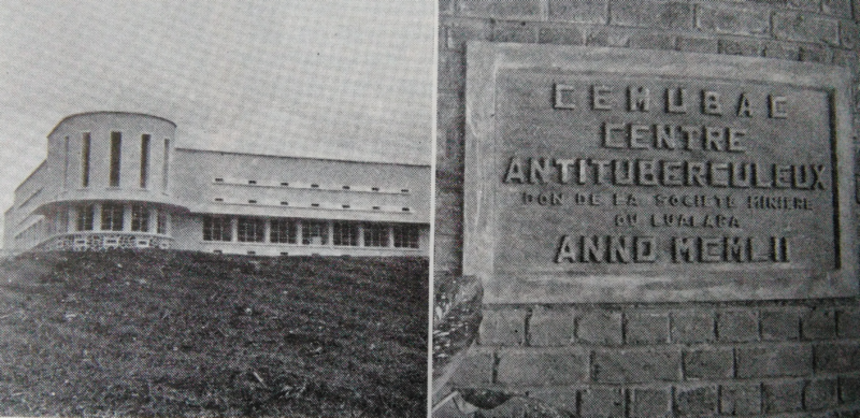 CEMUBAC
CENTRE
ANTITUBERCULEUX
DON DE LA SOCIETE MINIERE
DU LUALABA
ANNO MCMLII